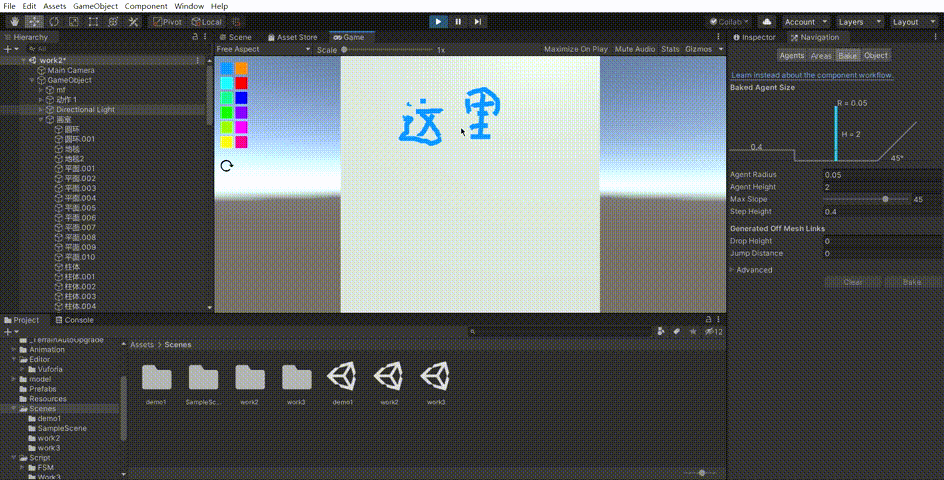 File Edit Assets GameObject Component Window Help
Pivot Local Collab Account Layers Layout
Hierarchy
All
work2*
Main Camera
GameObject
mf
动作 1
Directional Light
画室
圆环
圆环.001
地毯
地毯2
平面.001
平面.002
平面.003
平面.004
平面.005
平面.006
平面.007
平面.008
平面.009
平面.010
柱体
柱体.001
柱体.002
柱体.003
柱体.004
Scene Asset Store Game
Free Aspect Scale 1x Maximize On Play Mute Audio Stats Gizmos
这里
Inspector Navigation
Agents Areas Bake Object
Learn instead about the component workflow.
Baked Agent Size
R = 0.05
H = 2
0.4
45°
Agent Radius 0.05
Agent Height 2
Max Slope 45
Step Height 0.4
Generated Off Mesh Links
Drop Height 0
Jump Distance 0
Advanced
Clear Bake
Project Console
12
_TerrainAutoUpgrade
Animation
Editor
Vuforia
model
Prefabs
Resources
Scenes
demo1
SampleScene
work2
work3
Script
FSM
Work3
Assets > Scenes
demo1 SampleSc... work2 work3 demo1 work2 work3